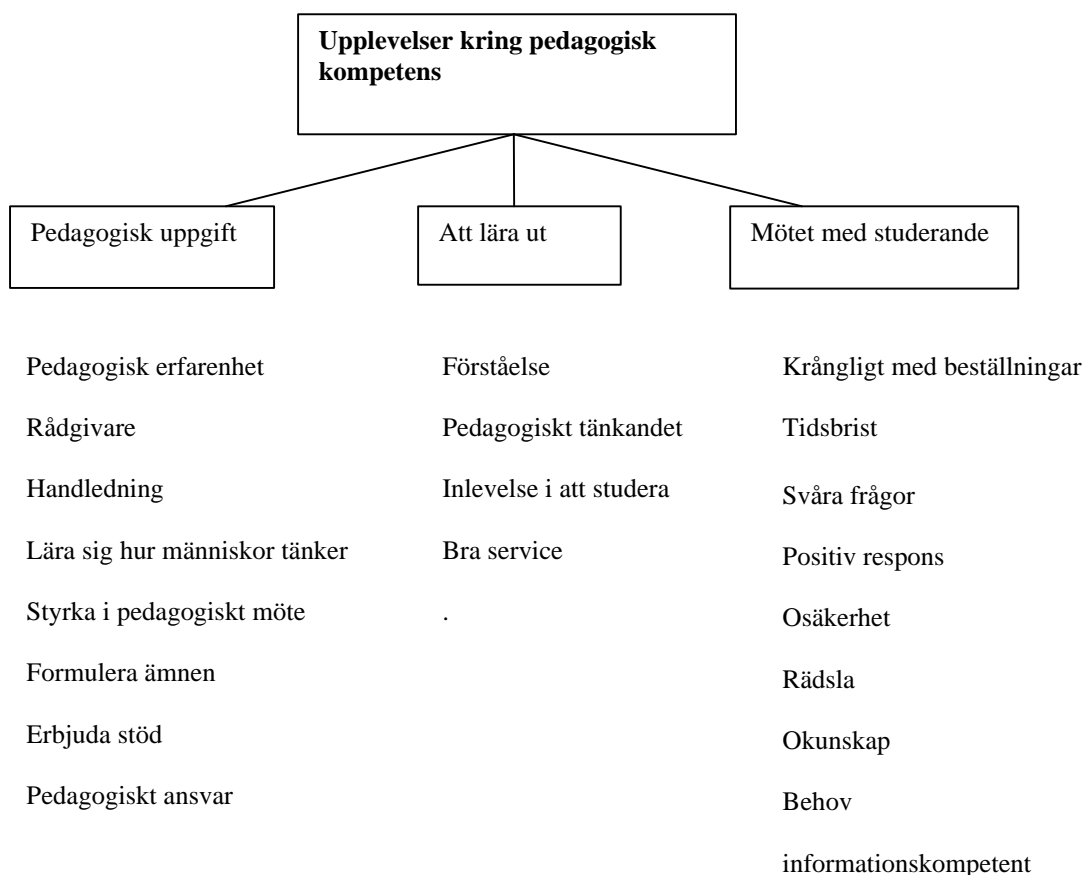 Upplevelser kring pedagogisk
kompetens
Pedagogisk uppgift
Att lära ut
Mötet med studerande
Pedagogisk erfarenhet
Rådgivare
Handledning
Lära sig hur människor tänker
Styrka i pedagogiskt möte
Formulera ämnen
Erbjuda stöd
Pedagogiskt ansvar
Förståelse
Pedagogiskt tänkandet
Inlevelse i att studera
Bra service
.
Krångligt med beställningar
Tidsbrist
Svåra frågor
Positiv respons
Osäkerhet
Rädsla
Okunskap
Behov
informationskompetent